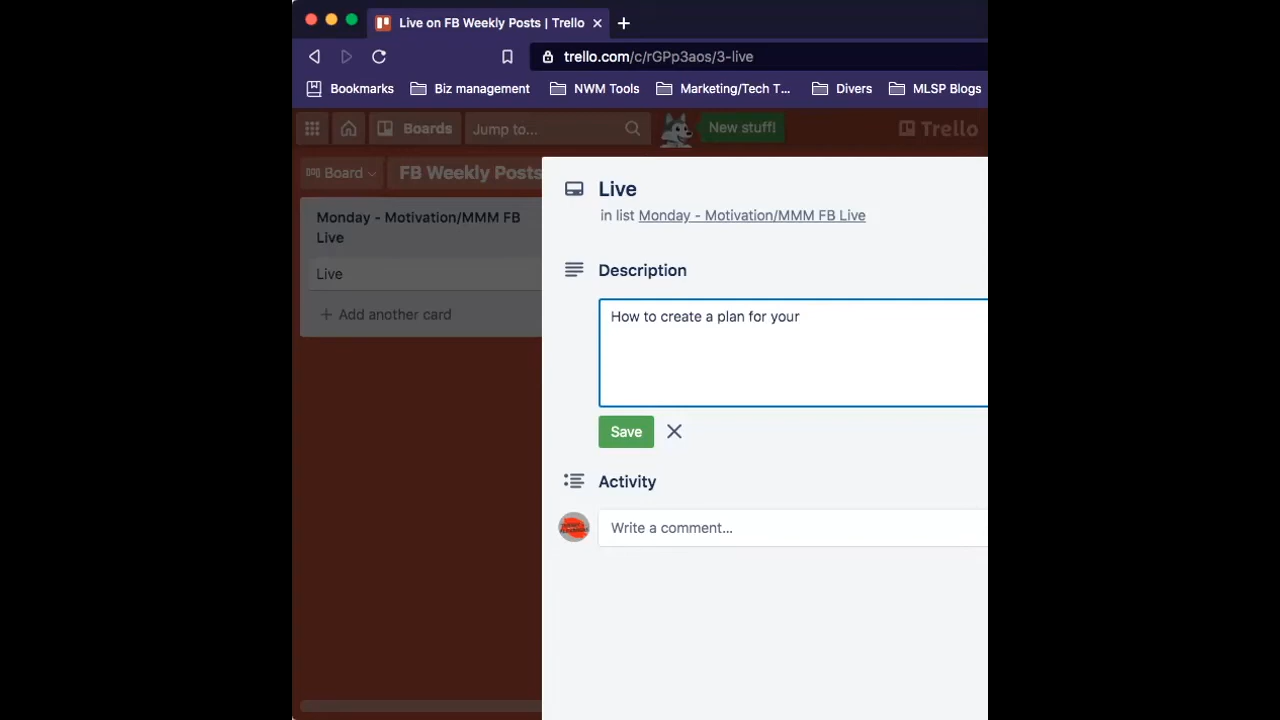 Live on FB Weekly Posts | Trello
trello.com/c/rGPp3aos/3-live
Bookmarks Biz management NWM Tools Marketing/Tech T... Divers MLSP Blogs
Boards Jump to... New stuff! Trello
Board FB Weekly Posts
Monday - Motivation/MMM FB
Live
Live
+ Add another card
Live
in list Monday - Motivation/MMM FB Live
Description
How to create a plan for your
Save
Activity
Write a comment...